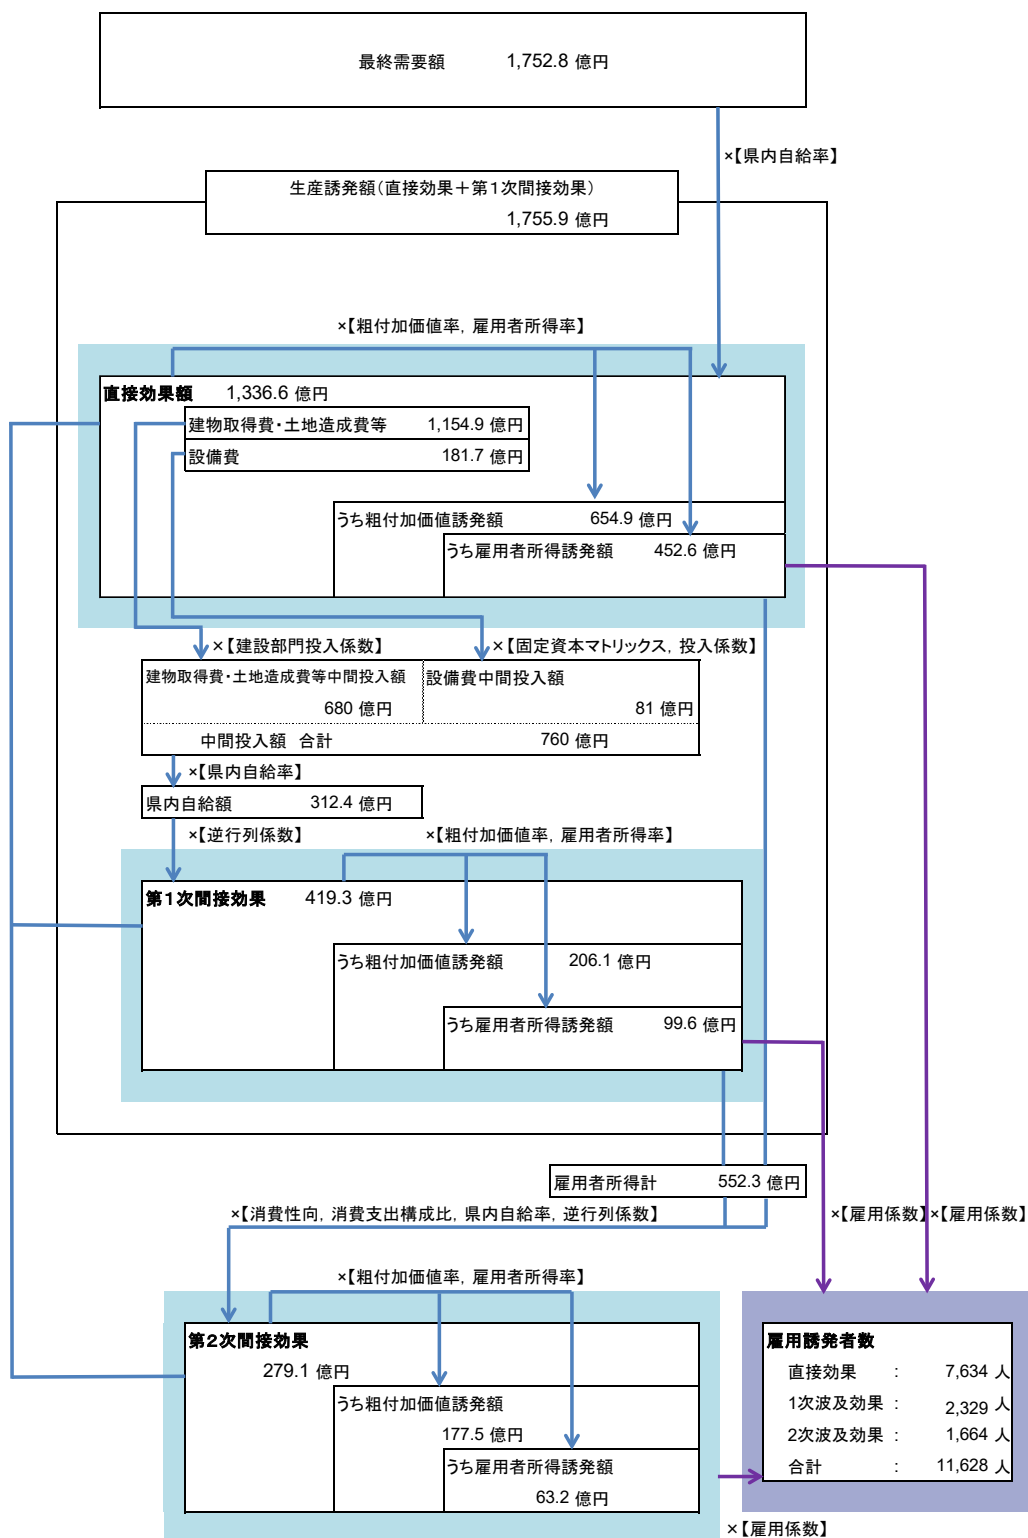 最終需要額 1,752.8 億円
×【県内自給率】
生産誘発額(直接効果＋第1次間接効果)
1,755.9 億円
×【粗付加価値率, 雇用者所得率】
直接効果額 1,336.6 億円
建物取得費・土地造成費等 1,154.9 億円
設備費 181.7 億円
うち粗付加価値誘発額 654.9 億円
うち雇用者所得誘発額 452.6 億円
×【建設部門投入係数】 ×【固定資本マトリックス, 投入係数】
建物取得費・土地造成費等中間投入額 設備費中間投入額
680 億円 81 億円
中間投入額 合計 760 億円
×【県内自給率】
県内自給額 312.4 億円
×【逆行列係数】 ×【粗付加価値率, 雇用者所得率】
第1次間接効果 419.3 億円
うち粗付加価値誘発額 206.1 億円
うち雇用者所得誘発額 99.6 億円
雇用者所得計 552.3 億円
×【消費性向, 消費支出構成比, 県内自給率, 逆行列係数】 ×【雇用係数】 ×【雇用係数】
×【粗付加価値率, 雇用者所得率】
第2次間接効果
279.1 億円
うち粗付加価値誘発額
177.5 億円
うち雇用者所得誘発額
63.2 億円
雇用誘発者数
直接効果 : 7,634 人
1次波及効果 : 2,329 人
2次波及効果 : 1,664 人
合計 : 11,628 人
×【雇用係数】